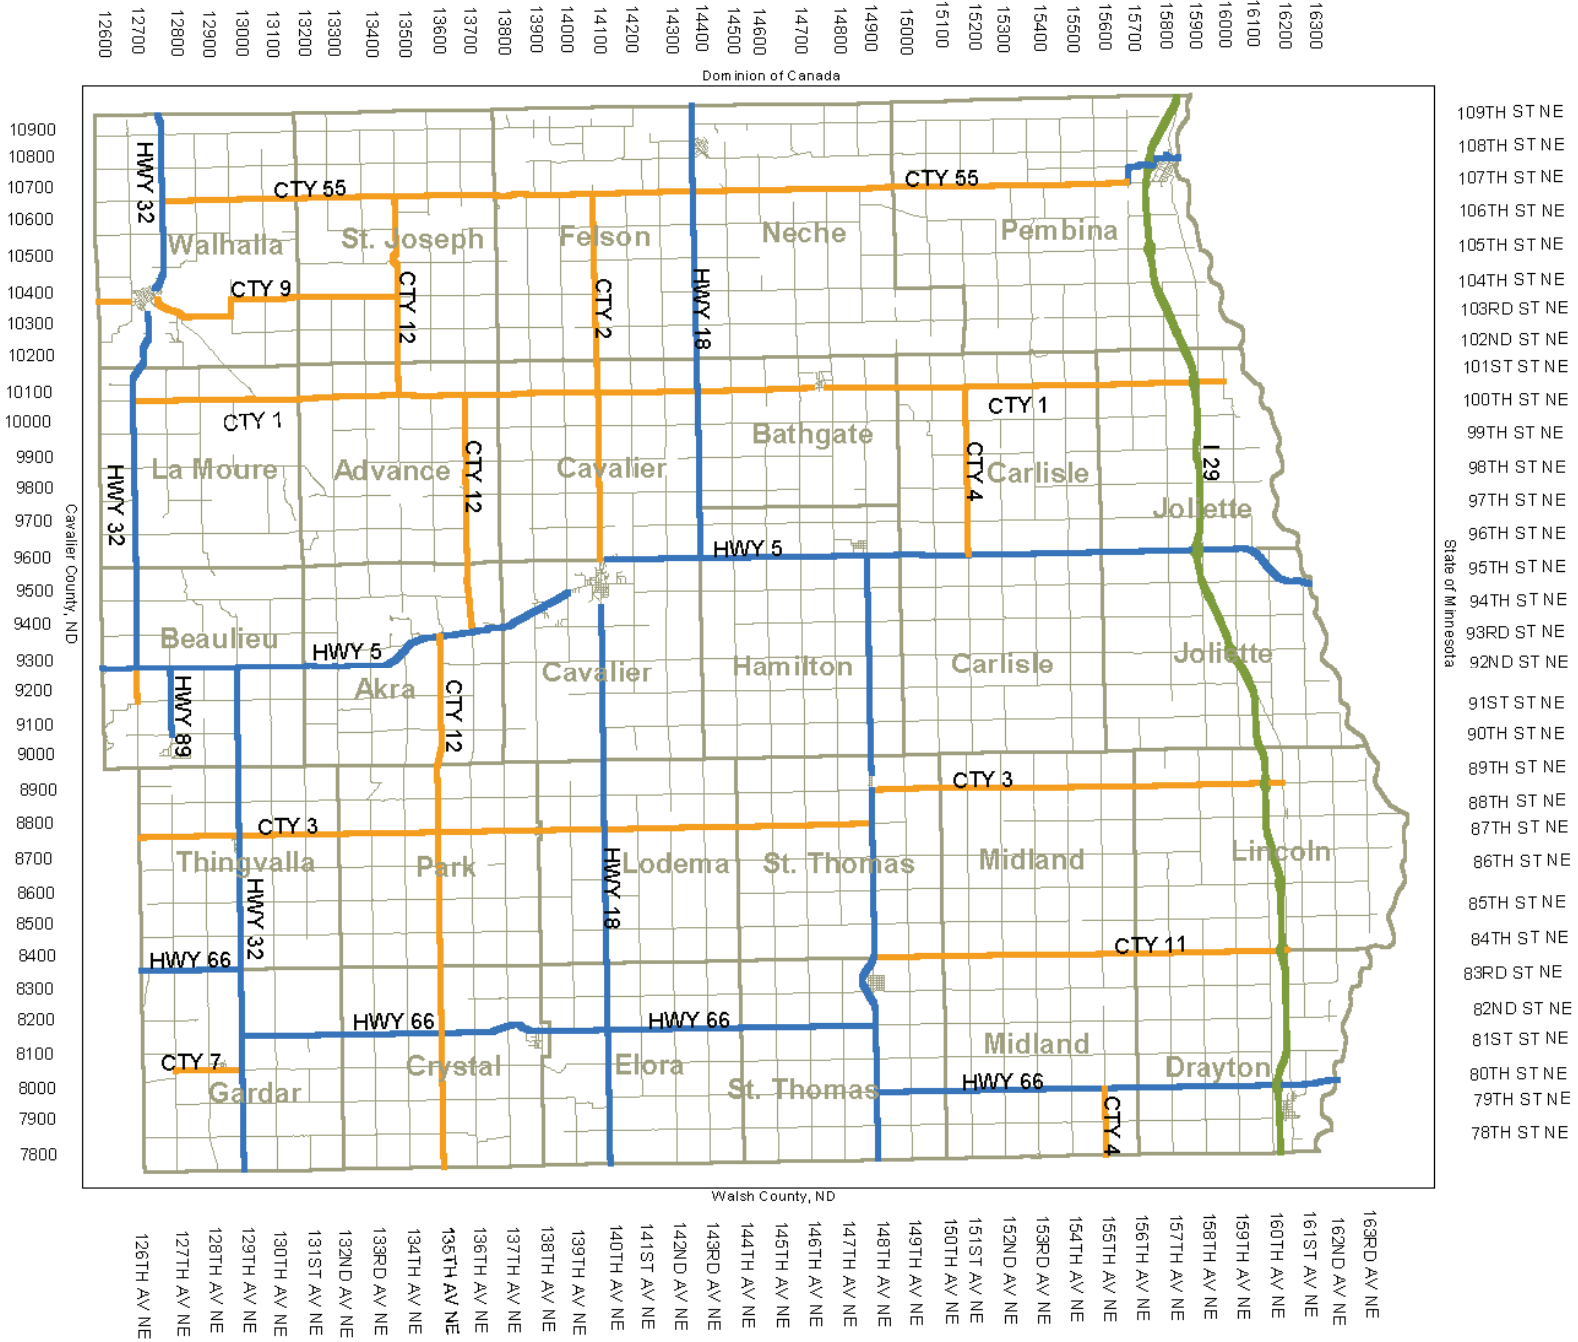 12600
12700
12800
12900
13000
13100
13200
13400
13500
13600
13700
13800
13900
14000
14100
14200
14300
14400
14500
14600
14700
14800
14900
15000
15100
15200
15300
15400
15500
15600
15700
15800
15900
16000
16100
16200
16300
Dominion of Canada
10900
10800
10700
10600
10500
10400
10300
10200
10100
10000
9900
9800
9700
9600
9500
9400
9300
9200
9100
9000
8900
8800
8700
8600
8500
8400
8300
8200
8100
8000
7900
7800
Cavalier County, ND
HWY 32
CTY 55
CTY 55
Walhalla
St. Joseph
Felson
Neche
Pembina
CTY 9
CTY 12
CTY 2
HWY 18
CTY 1
CTY 1
Bathgate
HWY 32
La Moure
Advance
CTY 12
Cavalier
CTY 4
Carlisle
I 29
Joliette
HWY 5
Beaulieu
HWY 5
Akra
Cavalier
Hamilton
Carlisle
Joliette
HWY 89
CTY 12
CTY 3
CTY 3
Thingvalla
Park
Lodema
St. Thomas
Midland
Lincoln
HWY 32
HWY 18
HWY 66
CTY 11
HWY 66
HWY 66
CTY 7
Gardar
Crystal
Elora
St. Thomas
Midland
HWY 66
Drayton
CTY 4
109TH ST NE
108TH ST NE
107TH ST NE
106TH ST NE
105TH ST NE
104TH ST NE
103RD ST NE
102ND ST NE
101ST ST NE
100TH ST NE
99TH ST NE
98TH ST NE
97TH ST NE
96TH ST NE
95TH ST NE
94TH ST NE
93RD ST NE
92ND ST NE
91ST ST NE
90TH ST NE
89TH ST NE
88TH ST NE
87TH ST NE
86TH ST NE
85TH ST NE
84TH ST NE
83RD ST NE
82ND ST NE
81ST ST NE
80TH ST NE
79TH ST NE
78TH ST NE
State of Minnesota
Walsh County, ND
126TH AV NE
127TH AV NE
128TH AV NE
129TH AV NE
130TH AV NE
131ST AV NE
132ND AV NE
133RD AV NE
134TH AV NE
135TH AV NE
136TH AV NE
137TH AV NE
138TH AV NE
139TH AV NE
140TH AV NE
141ST AV NE
142ND AV NE
143RD AV NE
144TH AV NE
145TH AV NE
146TH AV NE
147TH AV NE
148TH AV NE
149TH AV NE
150TH AV NE
151ST AV NE
152ND AV NE
153RD AV NE
154TH AV NE
155TH AV NE
156TH AV NE
157TH AV NE
158TH AV NE
159TH AV NE
160TH AV NE
161ST AV NE
162ND AV NE
163RD AV NE